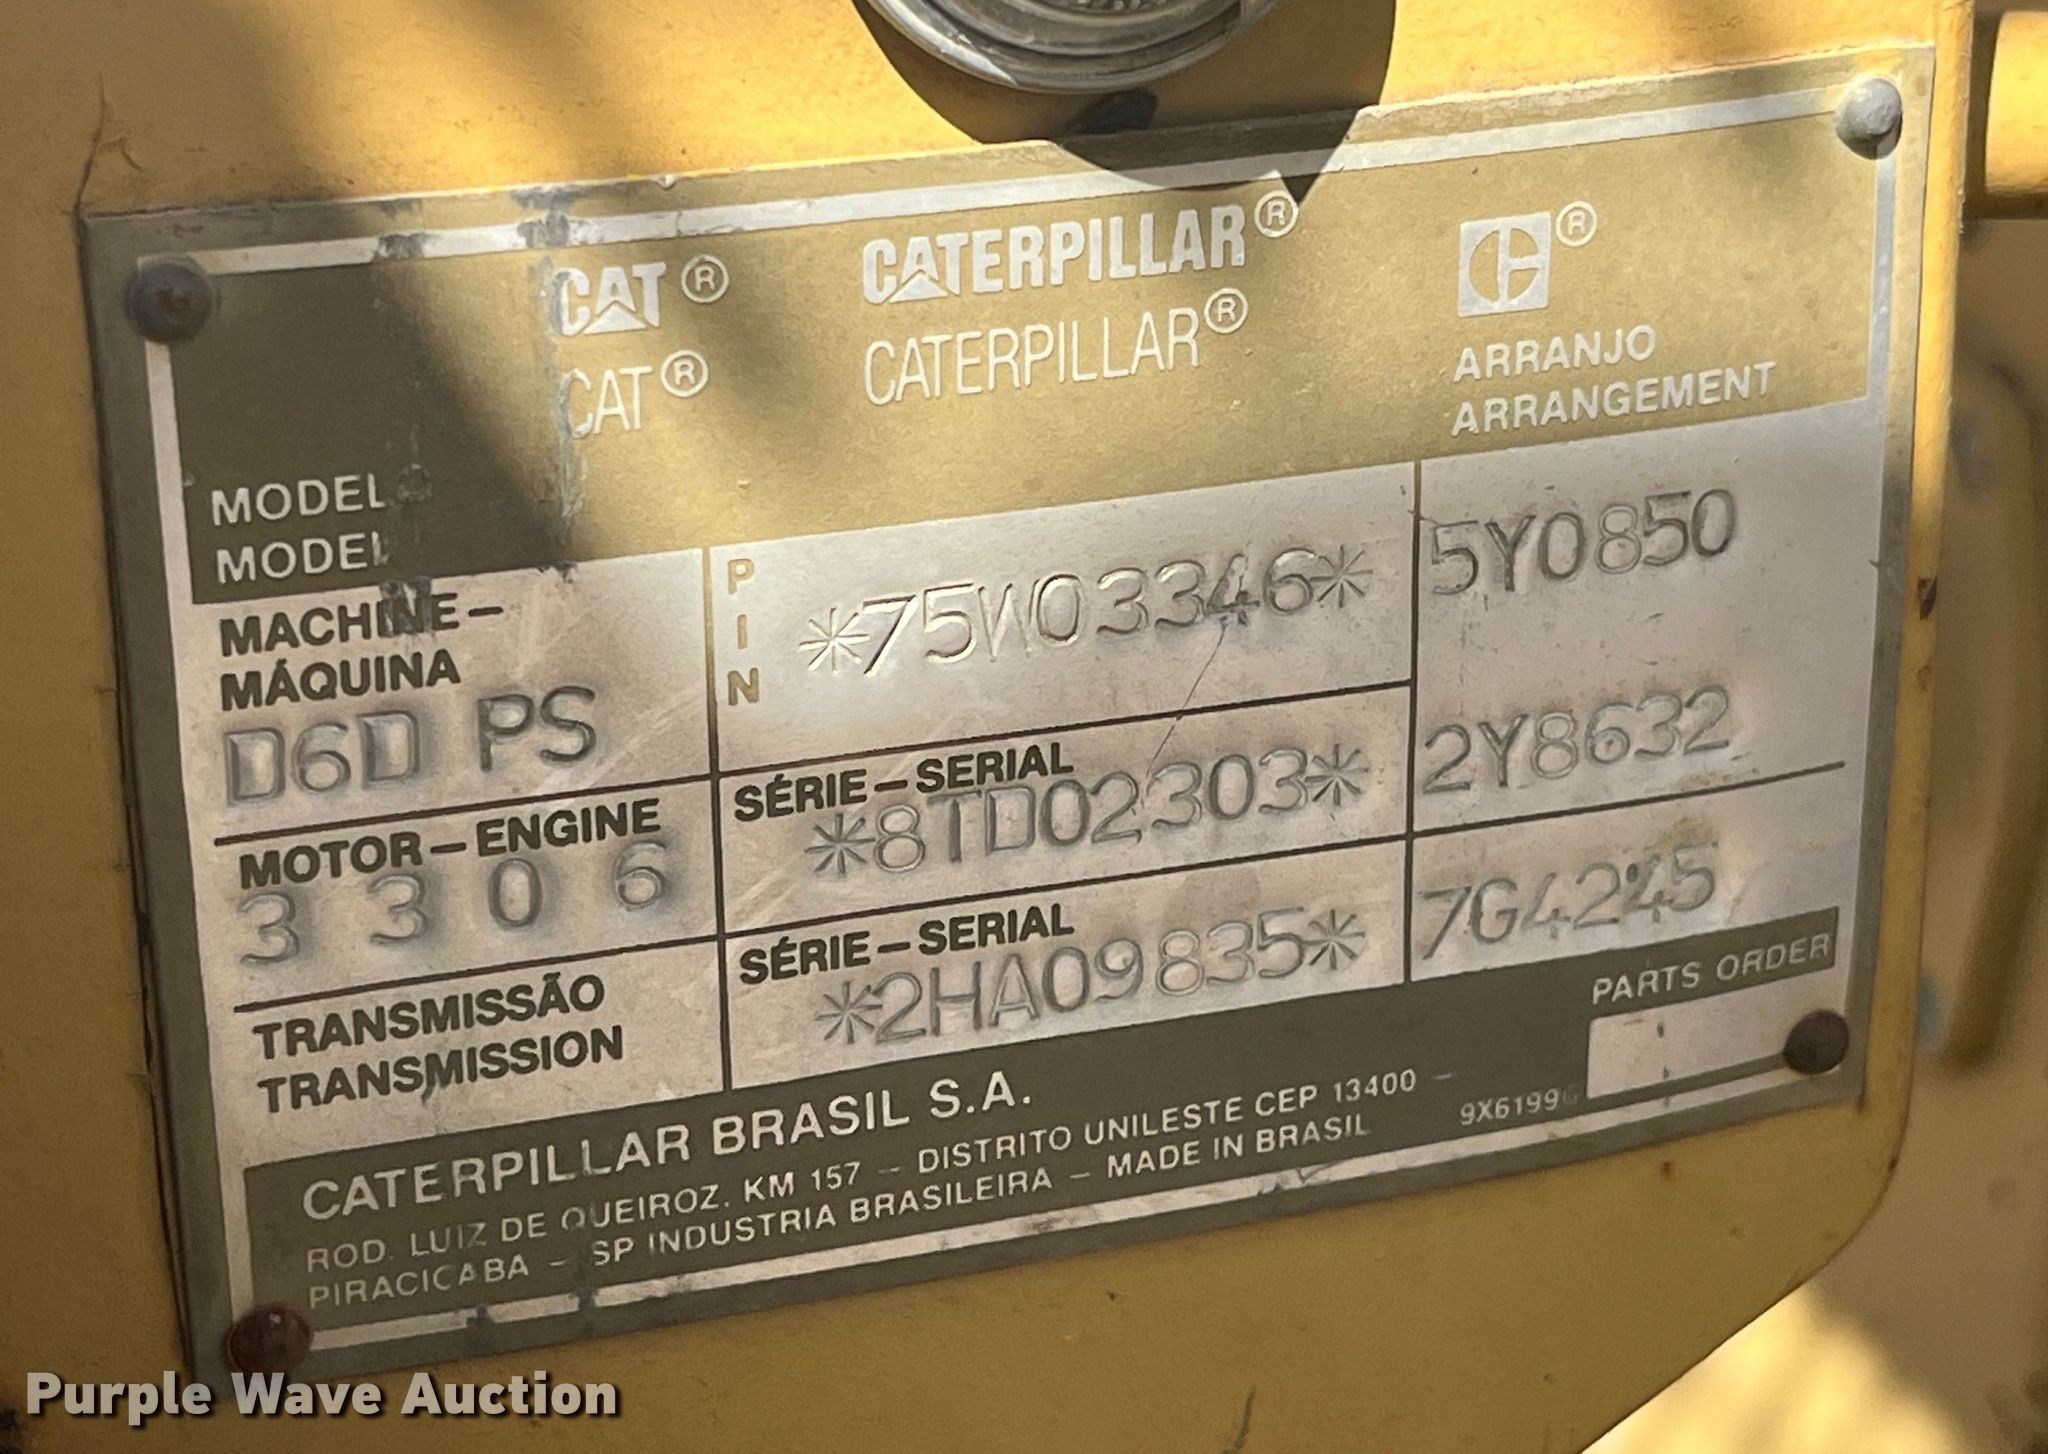 CAT® CATERPILLAR® ®
CAT® CATERPILLAR® ARRANJO
ARRANGEMENT
MODEL
MODEL
MACHINE – MÁQUINA
D6D PS
PIN
*75W03346*
5Y0850
MOTOR – ENGINE
3306
SÉRIE – SERIAL
*8TD02303*
2Y8632
TRANSMISSÃO
TRANSMISSION
SÉRIE – SERIAL
*2HA09835*
7G4245
PARTS ORDER
CATERPILLAR BRASIL S.A.
ROD. LUIZ DE QUEIROZ, KM 157 – DISTRITO UNILESTE CEP 13400 –
PIRACICABA – SP INDUSTRIA BRASILEIRA – MADE IN BRASIL
Purple Wave Auction